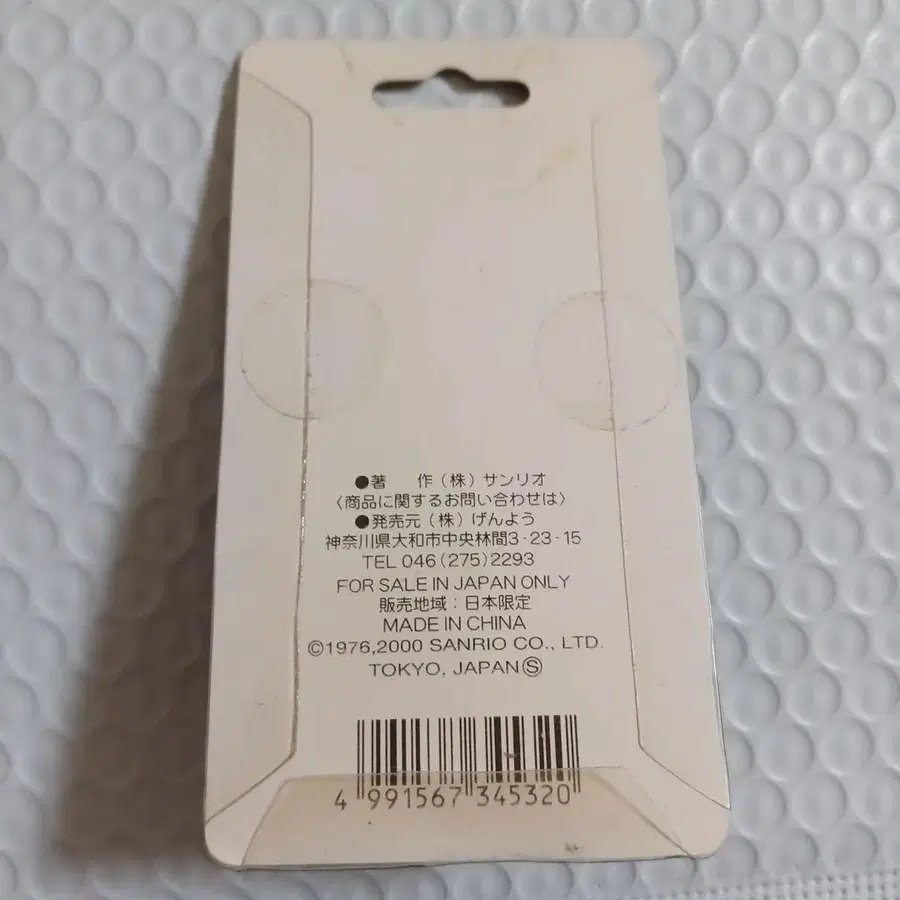 ●著　作（株）サンリオ
〈商品に関するお問い合わせは〉
●発売元（株）げんよう
神奈川県大和市中央林間3-23-15
TEL 046(275)2293
FOR SALE IN JAPAN ONLY
販売地域：日本限定
MADE IN CHINA
©1976,2000 SANRIO CO., LTD.
TOKYO, JAPAN Ⓢ
4 991567 345320